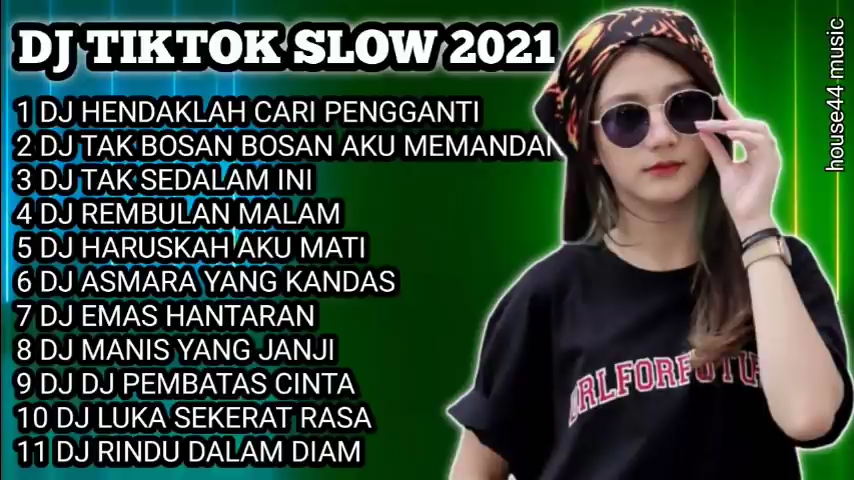 DJ TIKTOK SLOW 2021
1 DJ HENDAKLAH CARI PENGGANTI
2 DJ TAK BOSAN BOSAN AKU MEMANDAN
3 DJ TAK SEDALAM INI
4 DJ REMBULAN MALAM
5 DJ HARUSKAH AKU MATI
6 DJ ASMARA YANG KANDAS
7 DJ EMAS HANTARAN
8 DJ MANIS YANG JANJI
9 DJ DJ PEMBATAS CINTA
10 DJ LUKA SEKERAT RASA
11 DJ RINDU DALAM DIAM
house44 music